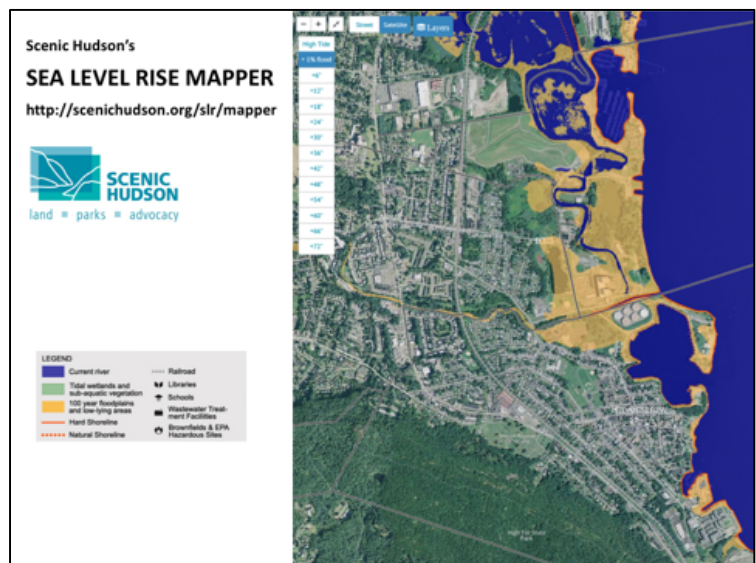 Scenic Hudson's
SEA LEVEL RISE MAPPER
http://scenichudson.org/slr/mapper
SCENIC
HUDSON
land ▪ parks ▪ advocacy
LEGEND
Current river
Tidal wetlands and
sub-aquatic vegetation
100 year floodplains
and low-lying areas
Hard Shoreline
Natural Shoreline
Railroad
Libraries
Schools
Wastewater Treat-
ment Facilities
Brownfields & EPA
Hazardous Sites
Street
Satellite
Layers
High Tide
+ 1% flood
+6"
+12"
+18"
+24"
+30"
+36"
+42"
+48"
+54"
+60"
+66"
+72"